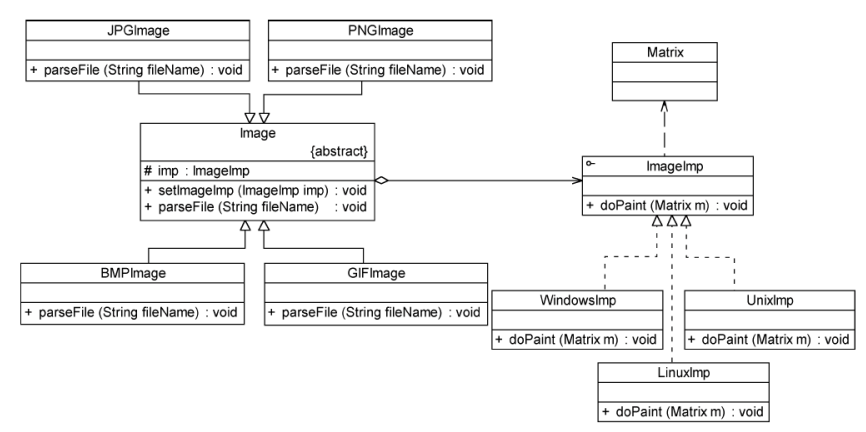 JPGImage
+ parseFile (String fileName) : void
PNGImage
+ parseFile (String fileName) : void
Matrix
Image
{abstract}
# imp : ImageImp
+ setImageImp (ImageImp imp) : void
+ parseFile (String fileName) : void
ImageImp
+ doPaint (Matrix m) : void
BMPImage
+ parseFile (String fileName) : void
GIFImage
+ parseFile (String fileName) : void
WindowsImp
+ doPaint (Matrix m) : void
UnixImp
+ doPaint (Matrix m) : void
LinuxImp
+ doPaint (Matrix m) : void